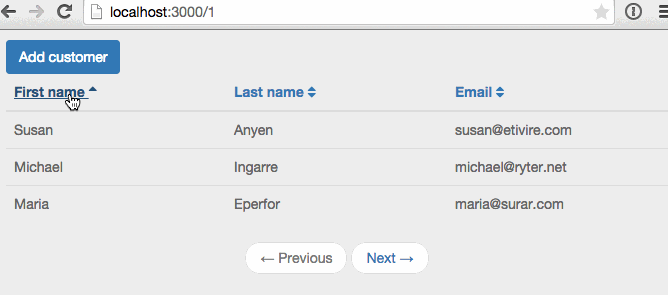 localhost:3000/1
Add customer
First name Last name Email
Susan Anyen susan@etivire.com
Michael Ingarre michael@ryter.net
Maria Eperfor maria@surar.com
← Previous Next →